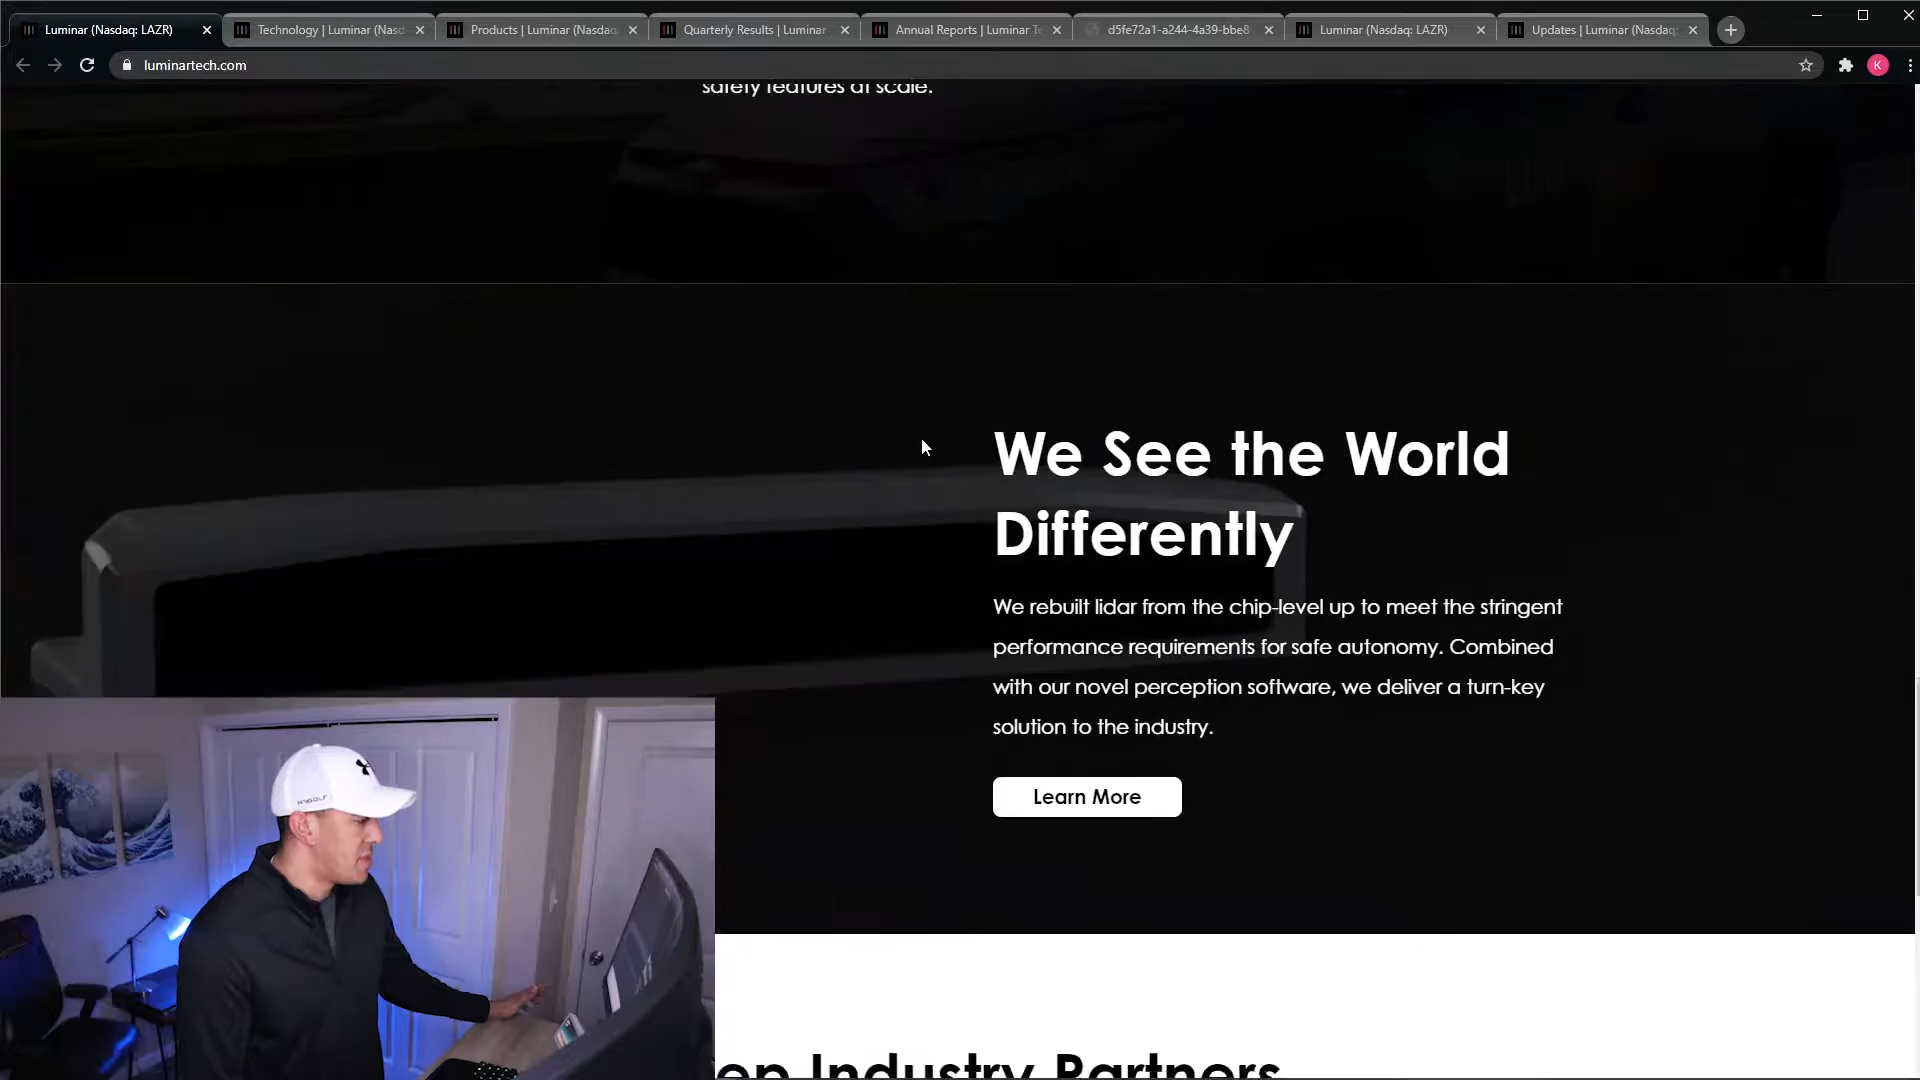 Luminar (Nasdaq: LAZR)
Technology | Luminar (Nasd
Products | Luminar (Nasdaq
Quarterly Results | Luminar
Annual Reports | Luminar Te
d5fe72a1-a244-4a39-bbe8
Luminar (Nasdaq: LAZR)
Updates | Luminar (Nasdaq:
luminartech.com
K
safety features at scale.
We See the World
Differently
We rebuilt lidar from the chip-level up to meet the stringent
performance requirements for safe autonomy. Combined
with our novel perception software, we deliver a turn-key
solution to the industry.
Learn More
ep Industry Partners